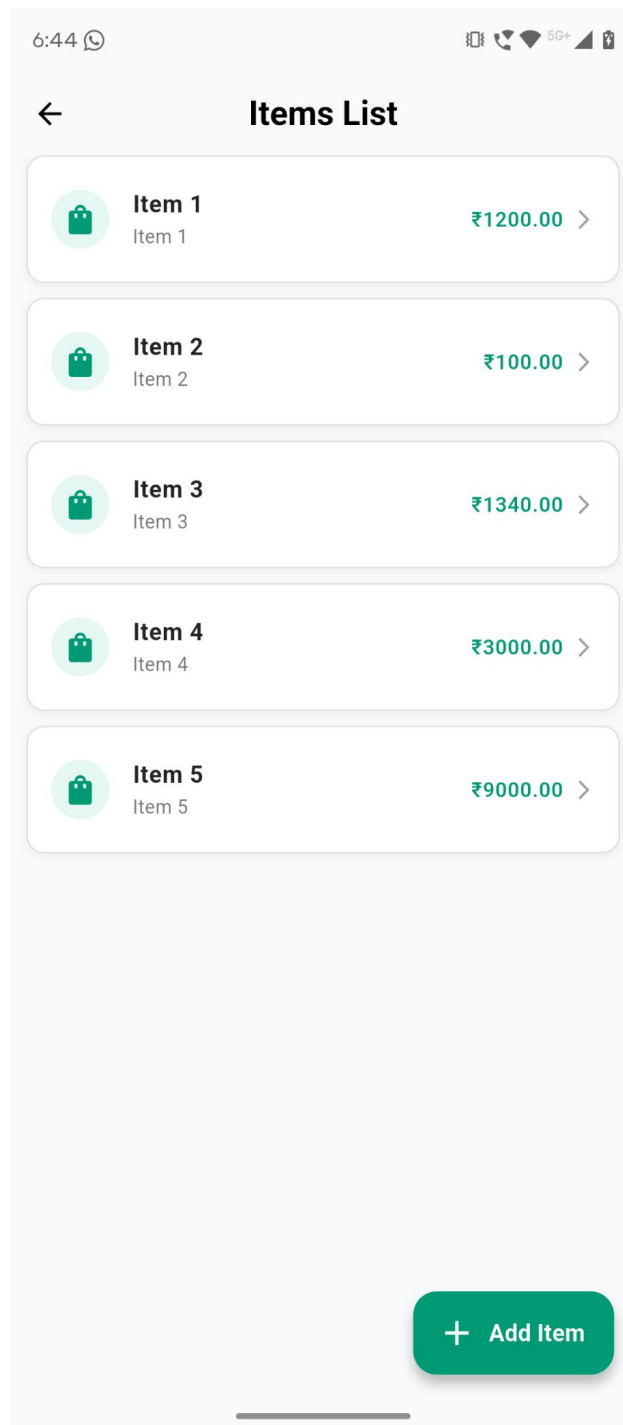 6:44
5G+
Items List
Item 1
Item 1
₹1200.00
Item 2
Item 2
₹100.00
Item 3
Item 3
₹1340.00
Item 4
Item 4
₹3000.00
Item 5
Item 5
₹9000.00
Add Item